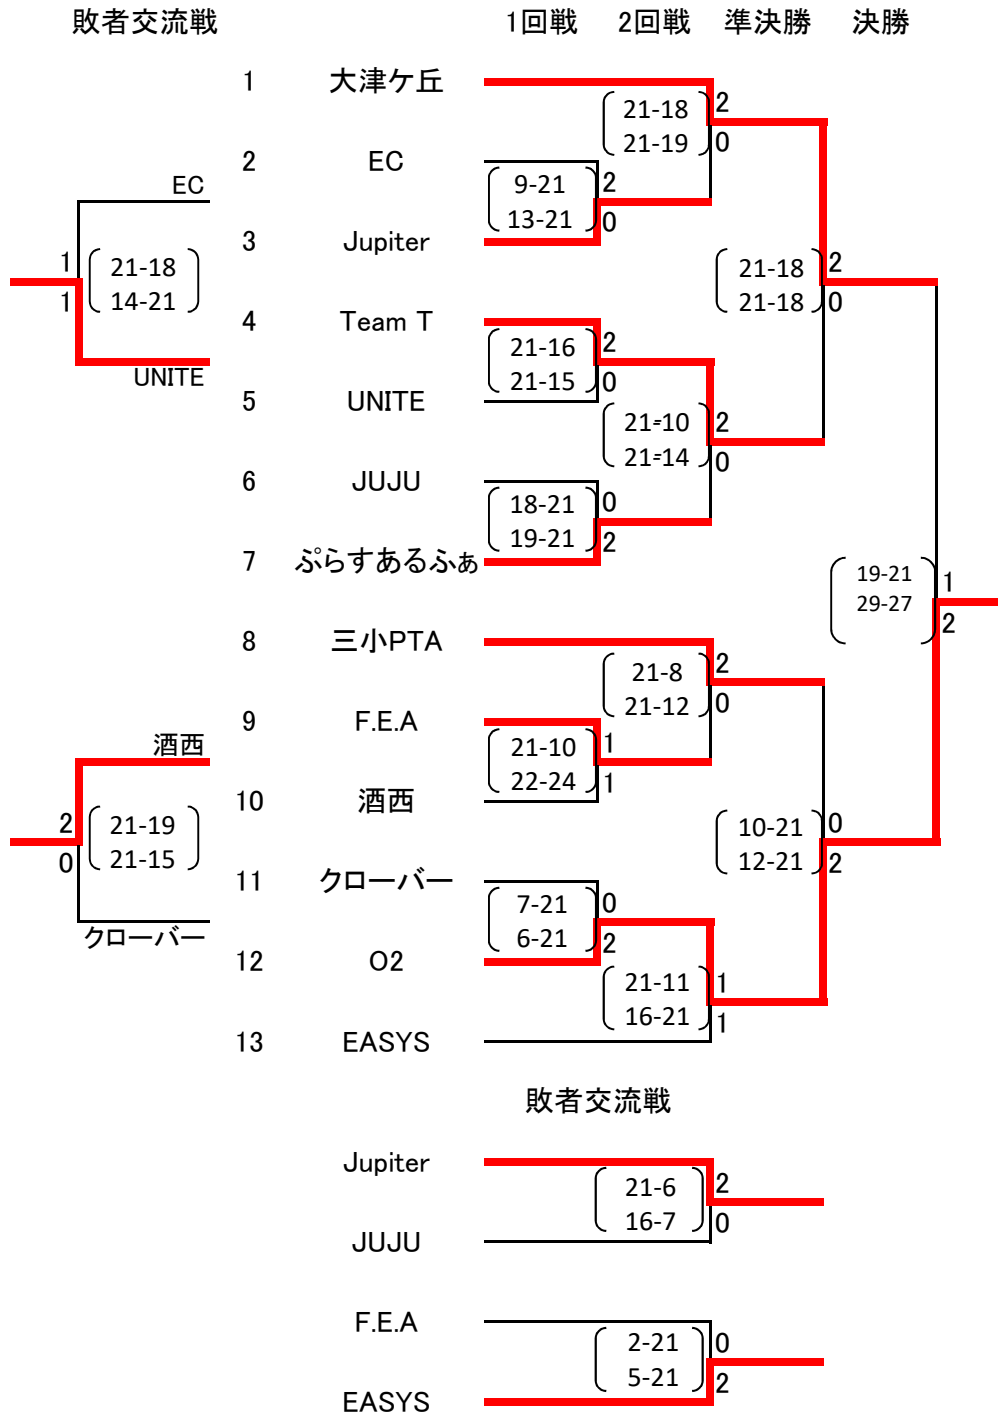 敗者交流戦 1回戦 2回戦 準決勝 決勝
1 大津ケ丘
21-18 2
21-19 0
2 EC
EC
9-21 2
13-21 0
3 Jupiter
1 21-18
1 14-21
21-18 2
21-18 0
4 Team T
21-16 2
21-15 0
UNITE
5 UNITE
21-10 2
21-14 0
6 JUJU
18-21 0
19-21 2
7 ぷらすあるふぁ
19-21 1
29-27 2
8 三小PTA
21-8 2
21-12 0
9 F.E.A
酒西
21-10 1
22-24 1
10 酒西
2 21-19
0 21-15
10-21 0
12-21 2
11 クローバー
7-21 0
6-21 2
クローバー
12 O2
21-11 1
16-21 1
13 EASYS
敗者交流戦
Jupiter
21-6 2
16-7 0
JUJU
F.E.A
2-21 0
5-21 2
EASYS